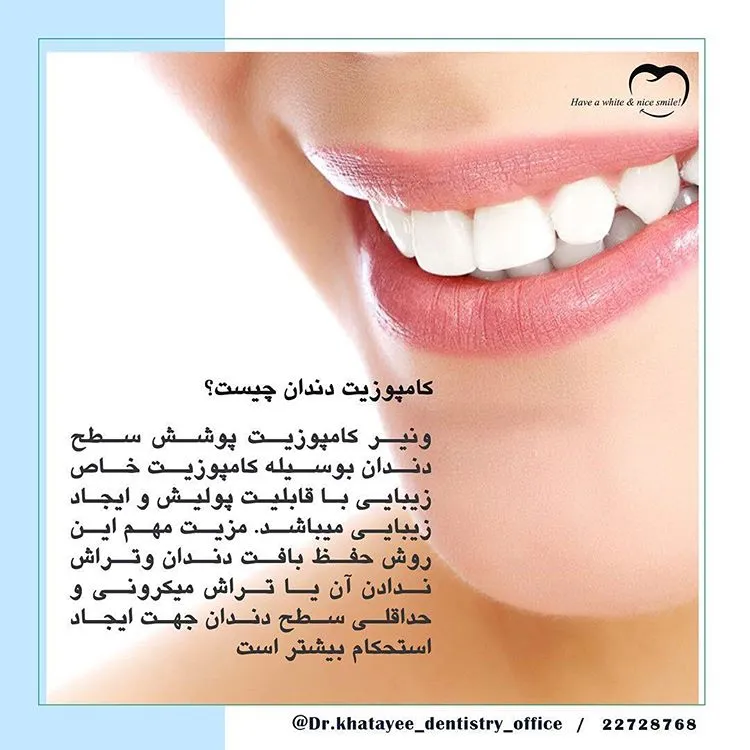 Have a white & nice smile!
کامپوزیت دندان چیست؟
ونیر کامپوزیت پوشش سطح
دندان بوسیله کامپوزیت خاص
زیبایی با قابلیت پولیش و ایجاد
زیبایی میباشد. مزیت مهم این
روش حفظ بافت دندان وتراش
ندادن آن یا تراش میکرونی و
حداقلی سطح دندان جهت ایجاد
استحکام بیشتر است
@Dr.khatayee_dentistry_office / 22728768